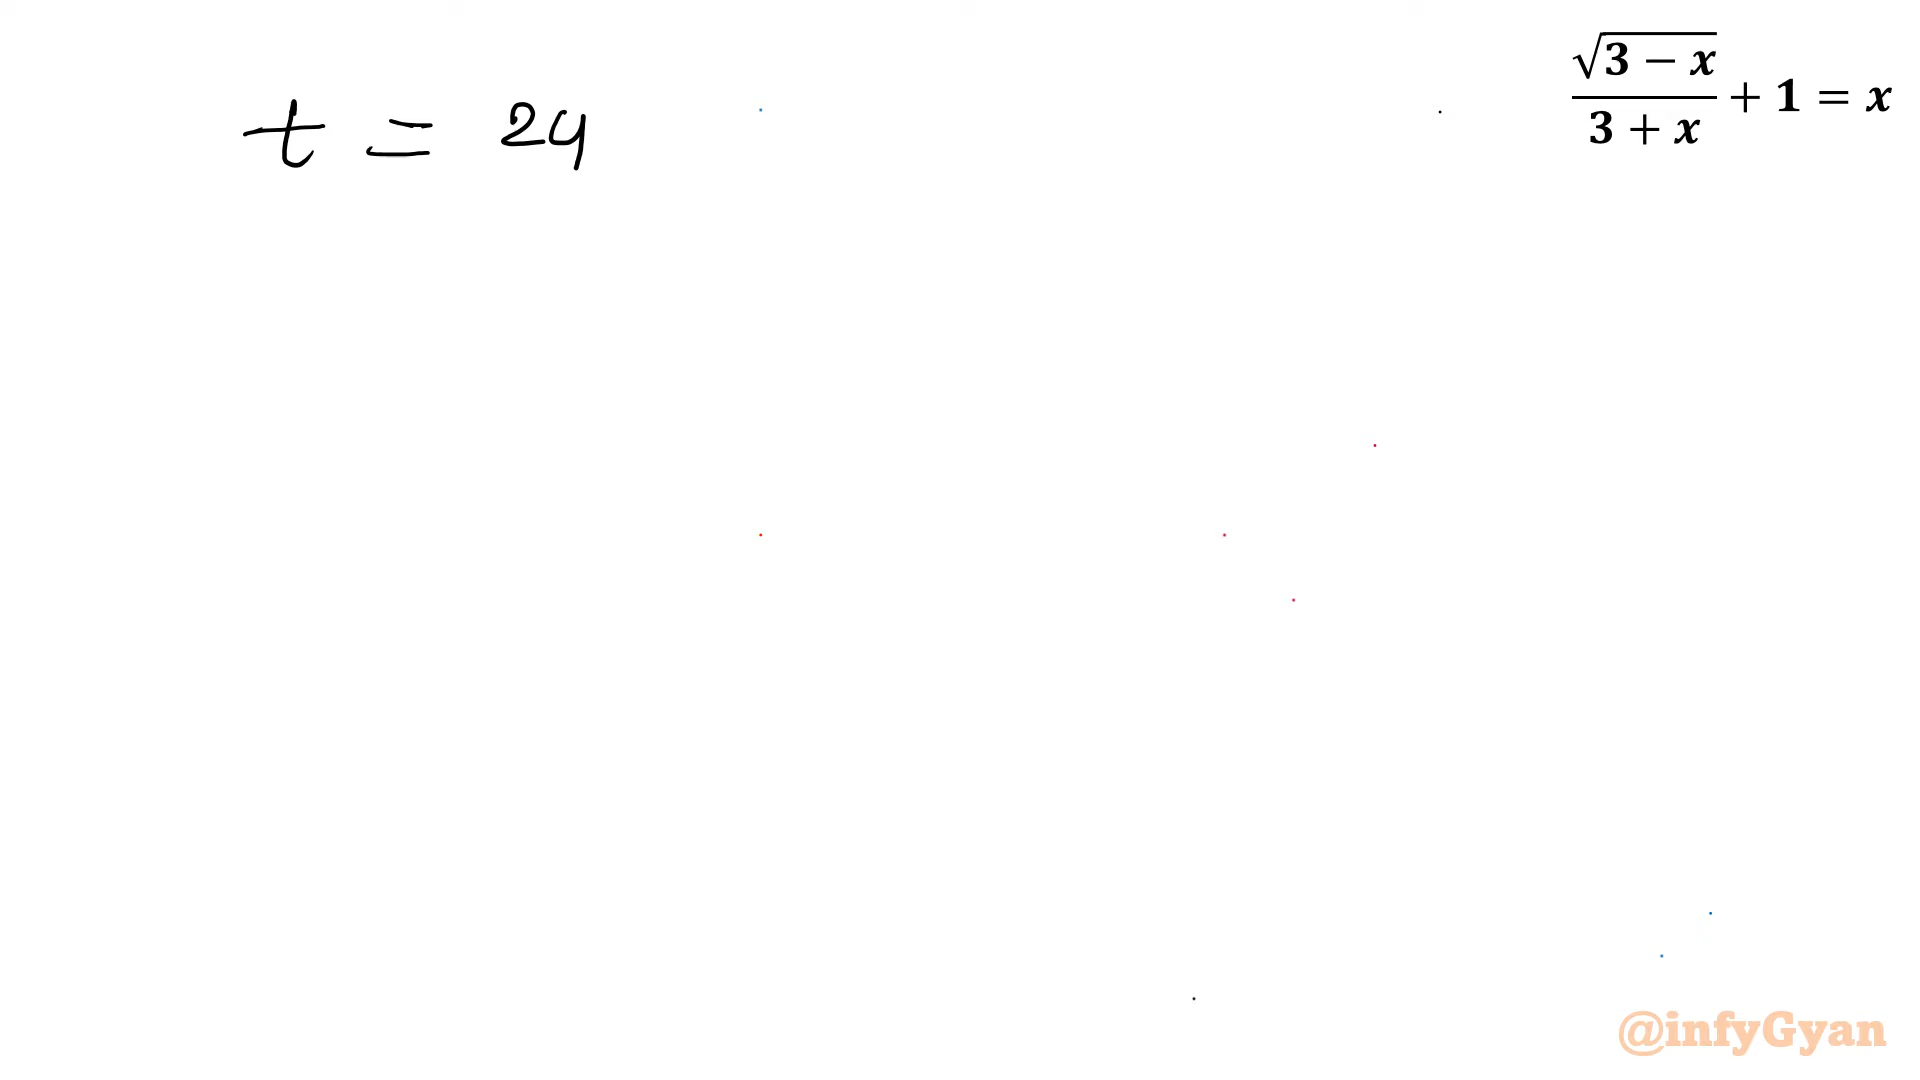 t = 24
√(3 − x) / (3 + x) + 1 = x
@infyGyan